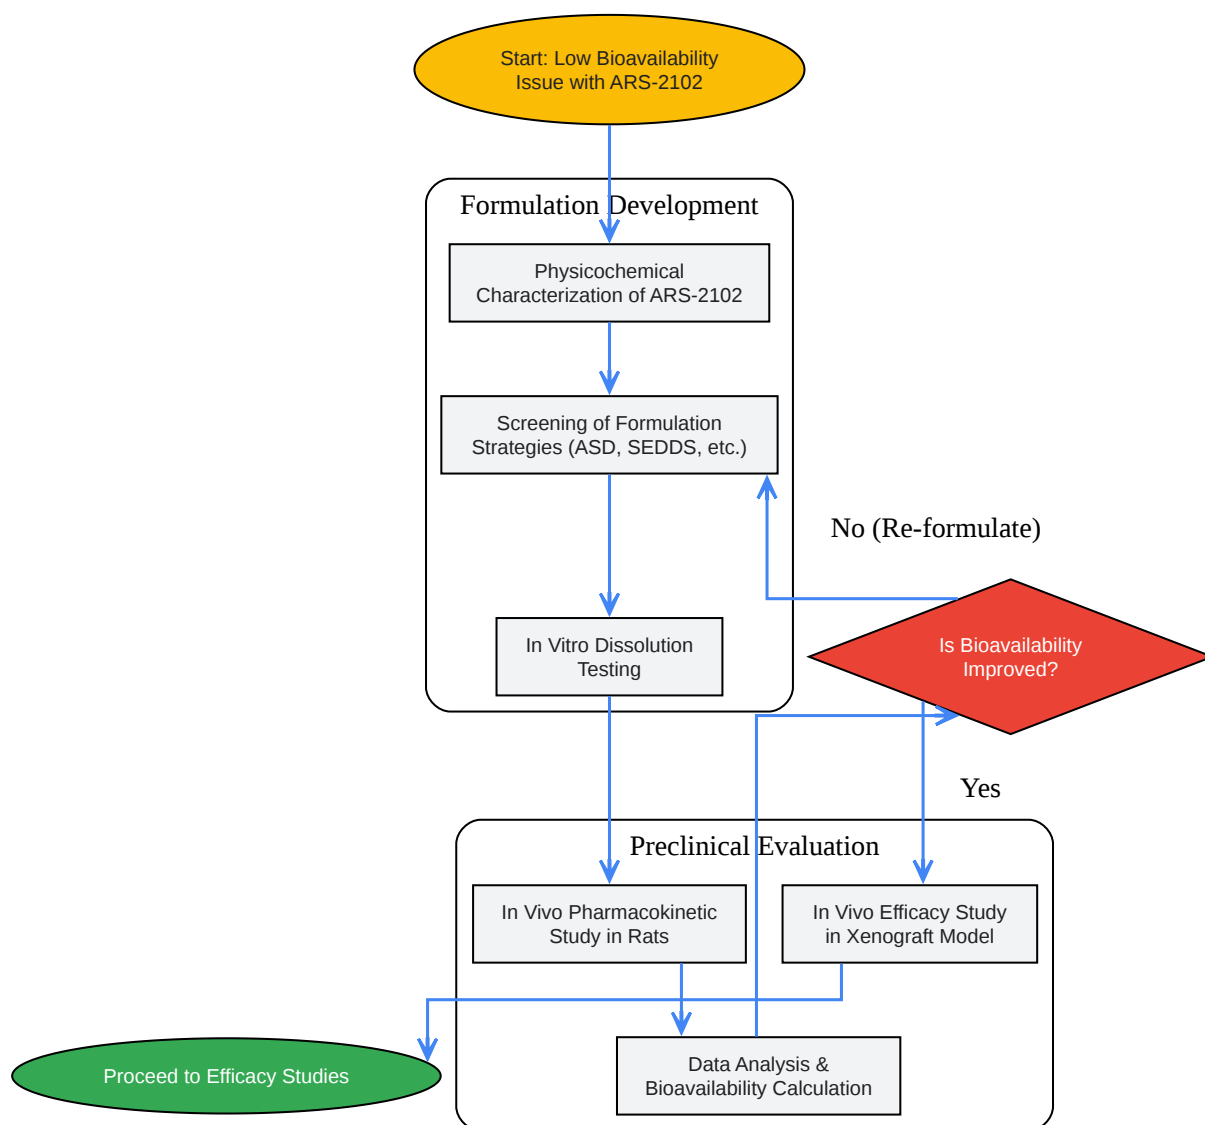 Start: Low Bioavailability
Issue with ARS-2102
Formulation Development
Physicochemical
Characterization of ARS-2102
Screening of Formulation
Strategies (ASD, SEDDS, etc.)
No (Re-formulate)
In Vitro Dissolution
Testing
Is Bioavailability
Improved?
Yes
Preclinical Evaluation
In Vivo Pharmacokinetic
Study in Rats
In Vivo Efficacy Study
in Xenograft Model
Proceed to Efficacy Studies
Data Analysis &
Bioavailability Calculation